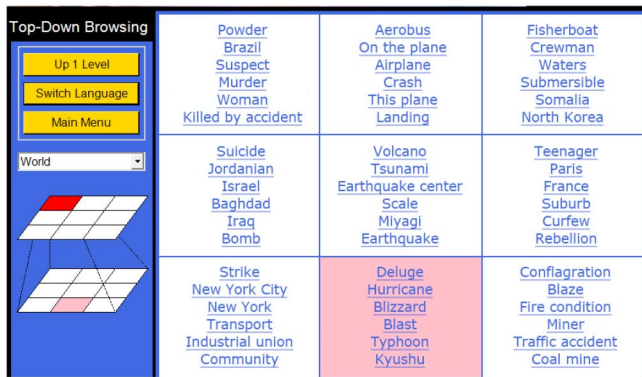 Top-Down Browsing
Up 1 Level
Switch Language
Main Menu
World
Powder
Brazil
Suspect
Murder
Woman
Killed by accident
Aerobus
On the plane
Airplane
Crash
This plane
Landing
Fisherboat
Crewman
Waters
Submersible
Somalia
North Korea
Suicide
Jordanian
Israel
Baghdad
Iraq
Bomb
Volcano
Tsunami
Earthquake center
Scale
Miyagi
Earthquake
Teenager
Paris
France
Suburb
Curfew
Rebellion
Strike
New York City
New York
Transport
Industrial union
Community
Deluge
Hurricane
Blizzard
Blast
Typhoon
Kyushu
Conflagration
Blaze
Fire condition
Miner
Traffic accident
Coal mine